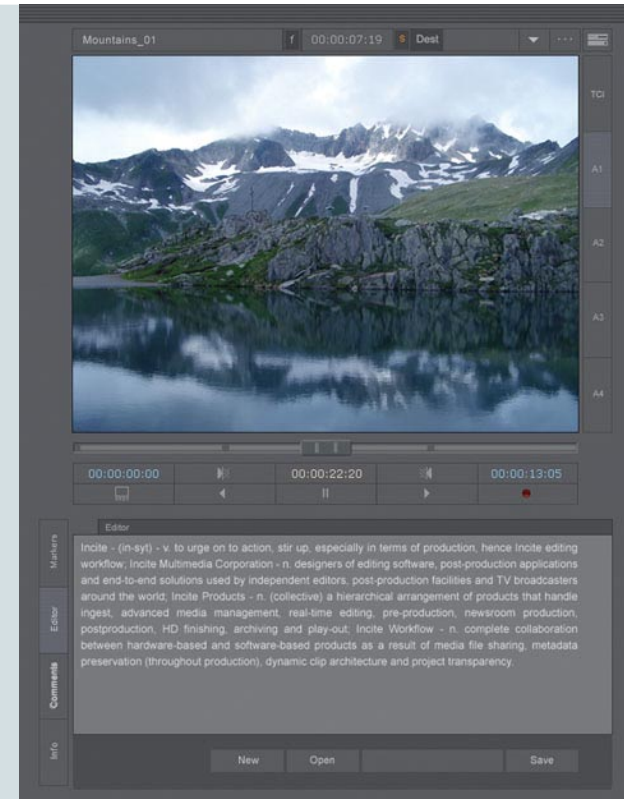 Mountains_01 f 00:00:07:19 S Dest ...
TCI
A1
A2
A3
A4
00:00:00:00 00:00:22:20 00:00:13:05
Markers
Editor
Comments
Info
Editor
Incite - (in-syt) - v. to urge on to action, stir up, especially in terms of production, hence Incite editing
workflow; Incite Multimedia Corporation - n. designers of editing software, post-production applications
and end-to-end solutions used by independent editors, post-production facilities and TV broadcasters
around the world; Incite Products - n. (collective) a hierarchical arrangement of products that handle
ingest, advanced media management, real-time editing, pre-production, newsroom production,
postproduction, HD finishing, archiving and play-out; Incite Workflow - n. complete collaboration
between hardware-based and software-based products as a result of media file sharing, metadata
preservation (throughout production), dynamic clip architecture and project transparency.
New Open Save